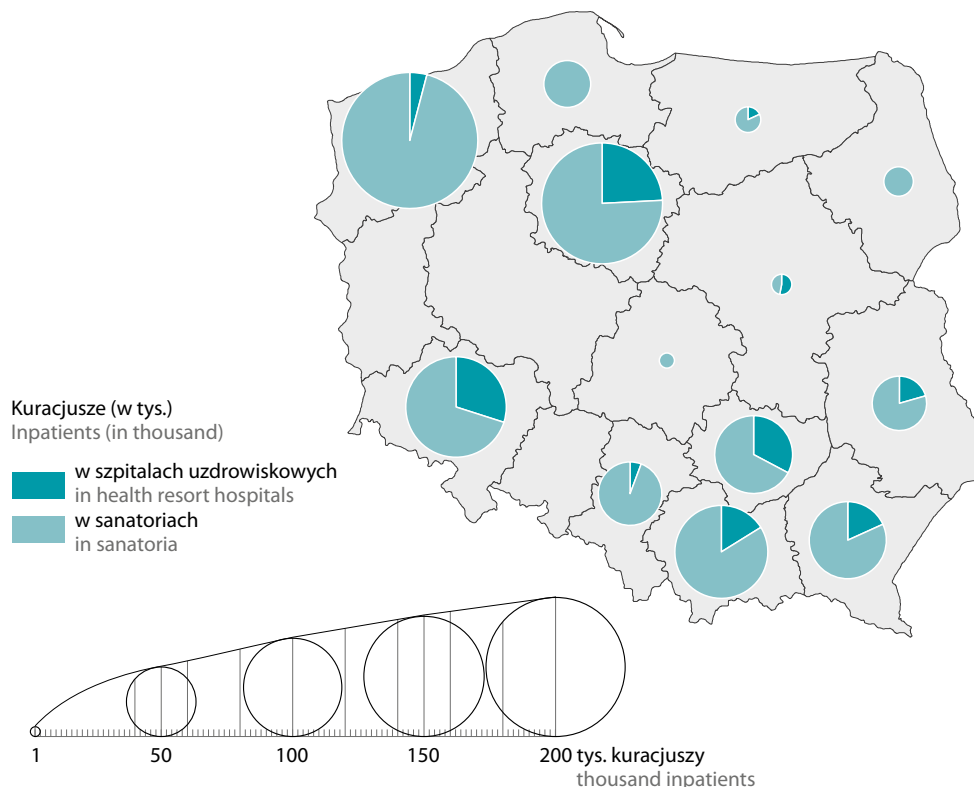 Kuracjusze (w tys.)
Inpatients (in thousand)
w szpitalach uzdrowiskowych
in health resort hospitals
w sanatoriach
in sanatoria
1 50 100 150 200 tys. kuracjuszy
thousand inpatients